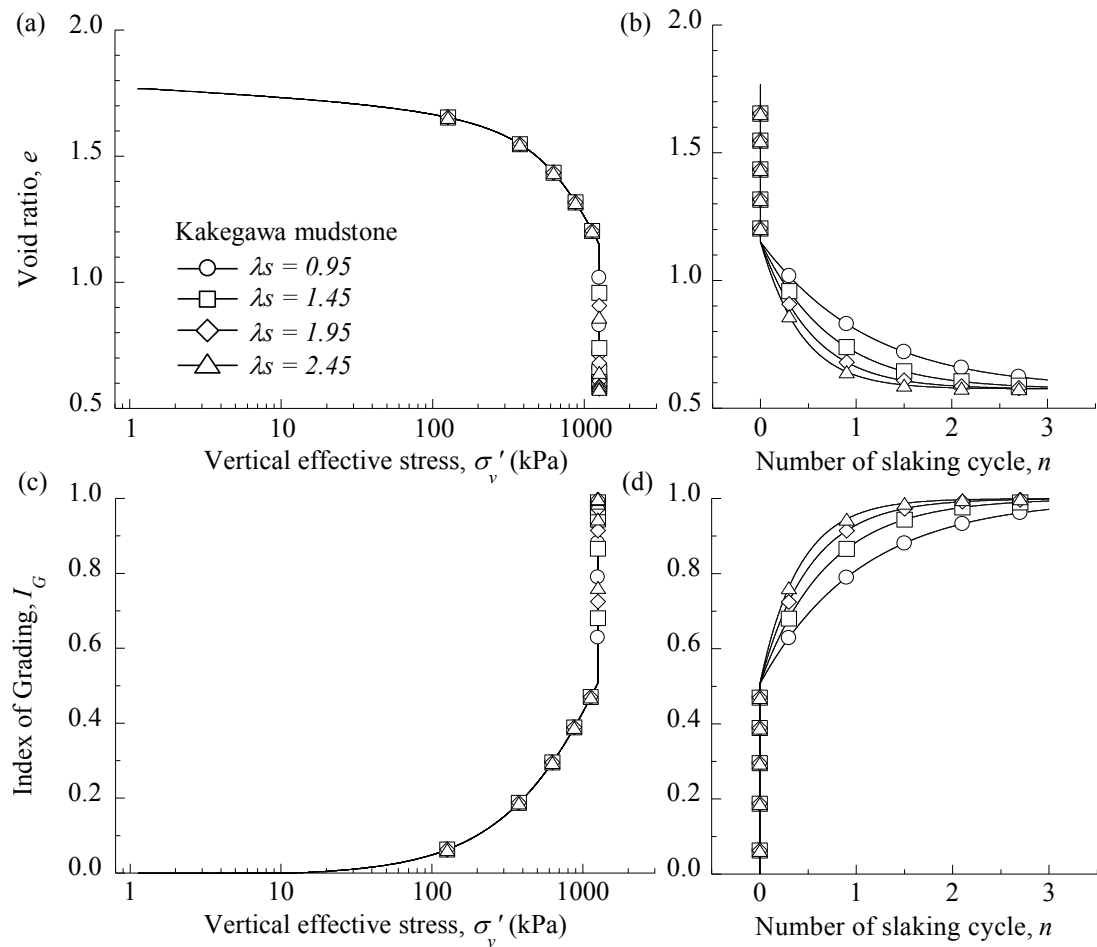 (a)
2.0
1.5
1.0
0.5
Void ratio, e
Kakegawa mudstone
λs = 0.95
λs = 1.45
λs = 1.95
λs = 2.45
1 10 100 1000
Vertical effective stress, σv′ (kPa)
(b)
2.0
1.5
1.0
0.5
0 1 2 3
Number of slaking cycle, n
(c)
1.0
0.8
0.6
0.4
0.2
0.0
Index of Grading, IG
1 10 100 1000
Vertical effective stress, σv′ (kPa)
(d)
1.0
0.8
0.6
0.4
0.2
0.0
0 1 2 3
Number of slaking cycle, n